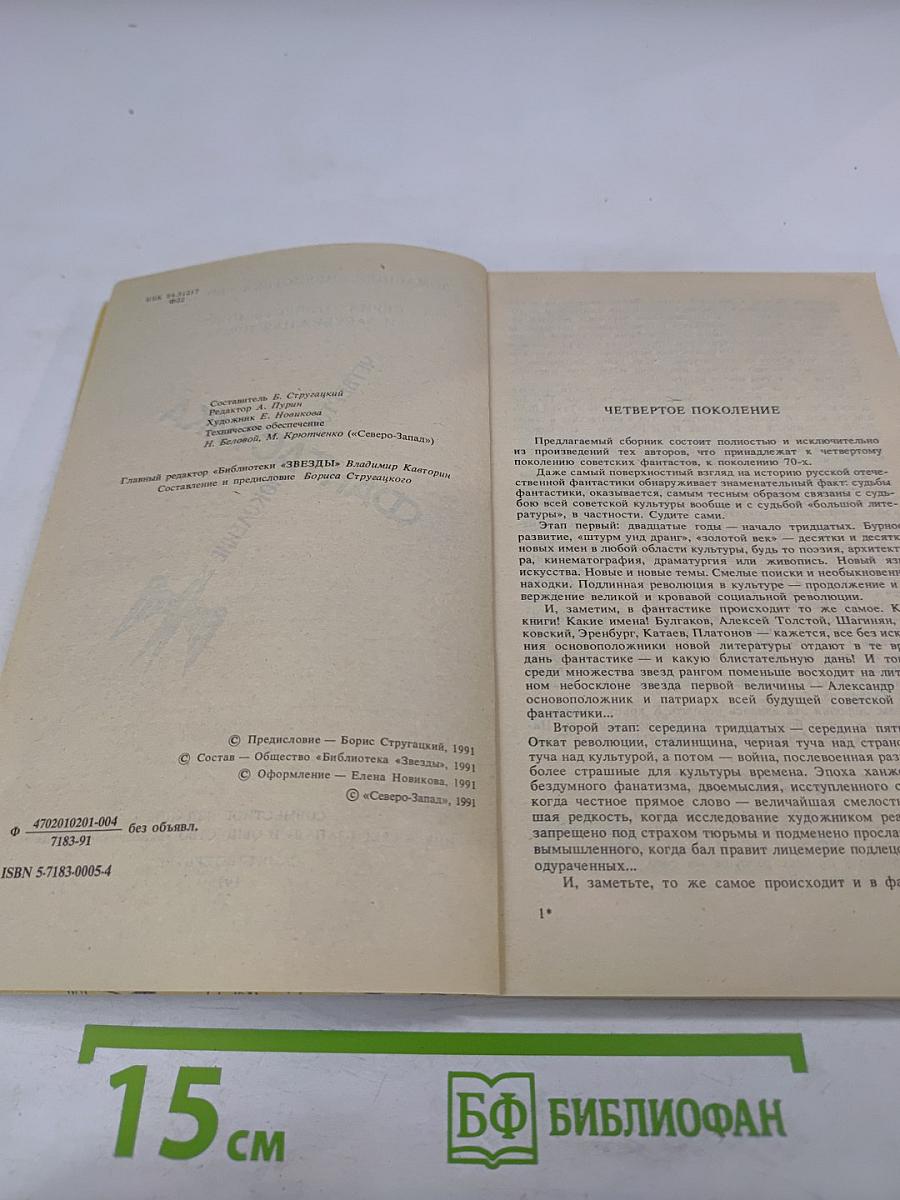 ББК 84.31217
Ф22
Составитель Б. Стругацкий
Редактор А. Пурин
Художник Е. Новикова
Техническое обеспечение
Н. Беловой, М. Крютченко («Северо-Запад»)
Главный редактор «Библиотеки «ЗВЕЗДЫ» Владимир Кавторин
Составление и предисловие Бориса Стругацкого
© Предисловие — Борис Стругацкий, 1991
© Состав — Общество «Библиотека «Звезды», 1991
© Оформление — Елена Новикова, 1991
© «Северо-Запад», 1991
Ф 4702010201-004 без объявл.
7183-91
ISBN 5-7183-0005-4
ЧЕТВЕРТОЕ ПОКОЛЕНИЕ
Предлагаемый сборник состоит полностью и исключительно
из произведений тех авторов, что принадлежат к четвертому
поколению советских фантастов, к поколению 70-х.
Даже самый поверхностный взгляд на историю русской отече-
ственной фантастики обнаруживает знаменательный факт: судьбы
фантастики, оказывается, самым тесным образом связаны с судь-
бою всей советской культуры вообще и с судьбой «большой лите-
ратуры», в частности. Судите сами.
Этап первый: двадцатые годы — начало тридцатых. Бурное
развитие, «штурм унд дранг», «золотой век» — десятки и десятк
новых имен в любой области культуры, будь то поэзия, архитект
ра, кинематография, драматургия или живопись. Новый язы
искусства. Новые и новые темы. Смелые поиски и необыкновен
находки. Подлинная революция в культуре — продолжение и
верждение великой и кровавой социальной революции.
И, заметим, в фантастике происходит то же самое. К
книги! Какие имена! Булгаков, Алексей Толстой, Шагинян,
ковский, Эренбург, Катаев, Платонов — кажется, все без иск
ния основоположники новой литературы отдают в те вр
дань фантастике — и какую блистательную дань! И то
среди множества звезд рангом поменьше восходит на лит
ном небосклоне звезда первой величины — Александр
основоположник и патриарх всей будущей советской
фантастики...
Второй этап: середина тридцатых — середина пят
Откат революции, сталинщина, черная туча над страно
туча над культурой, а потом — война, послевоенная раз
более страшные для культуры времена. Эпоха ханж
бездумного фанатизма, двоемыслия, исступленного с
когда честное прямое слово — величайшая смелост
шая редкость, когда исследование художником реа
запрещено под страхом тюрьмы и подменено просла
вымышленного, когда бал правит лицемерие подлец
одураченных...
И, заметьте, то же самое происходит и в фа
1*
15 см
БФ БИБЛИОФАН